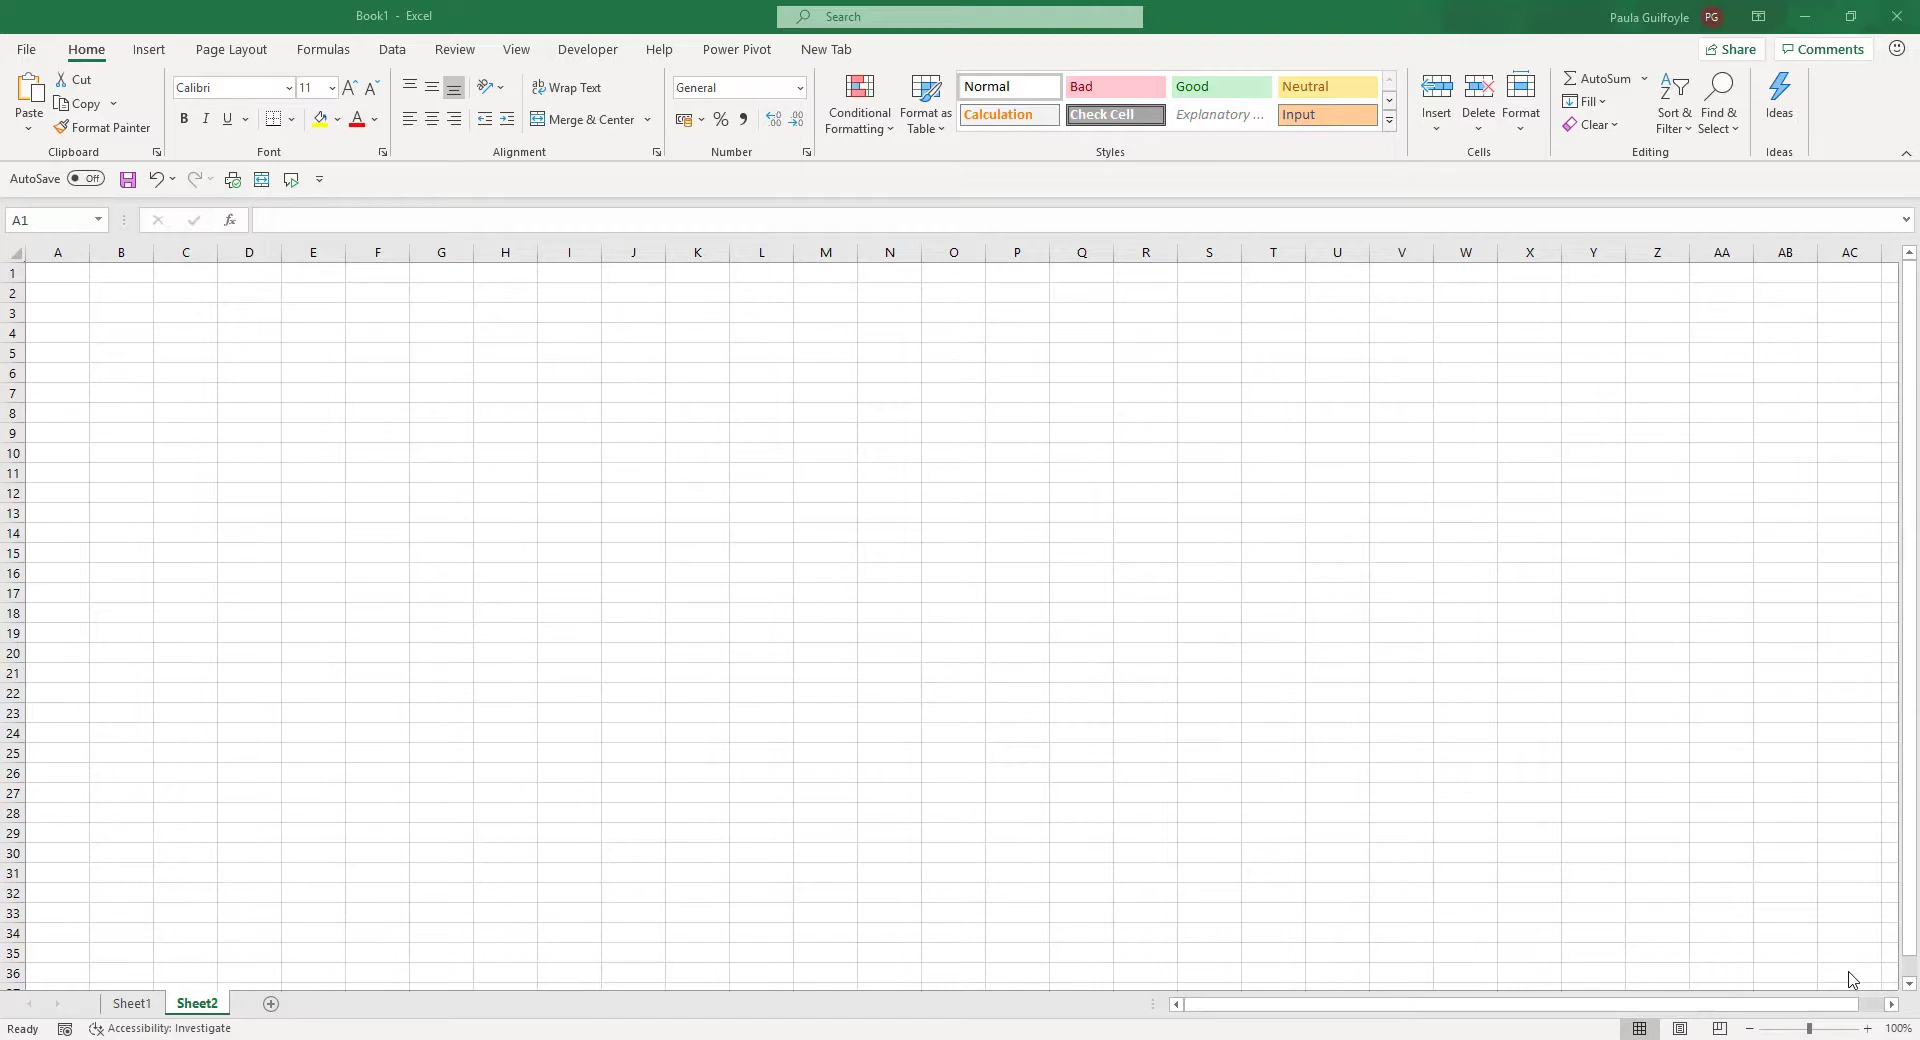 Book1 - Excel
Search
Paula Guilfoyle PG
File Home Insert Page Layout Formulas Data Review View Developer Help Power Pivot New Tab
Share Comments
Paste
Cut
Copy
Format Painter
Clipboard
Calibri 11
B I U A
Font
Wrap Text
Merge & Center
Alignment
General
%
Number
Conditional Formatting
Format as Table
Normal Bad Good Neutral
Calculation Check Cell Explanatory ... Input
Styles
Insert Delete Format
Cells
AutoSum
Fill
Clear
Sort & Filter
Find & Select
Editing
Ideas
Ideas
AutoSave Off
A1 fx
A B C D E F G H I J K L M N O P Q R S T U V W X Y Z AA AB AC
1
2
3
4
5
6
7
8
9
10
11
12
13
14
15
16
17
18
19
20
21
22
23
24
25
26
27
28
29
30
31
32
33
34
35
36
Sheet1 Sheet2
Ready Accessibility: Investigate 100%